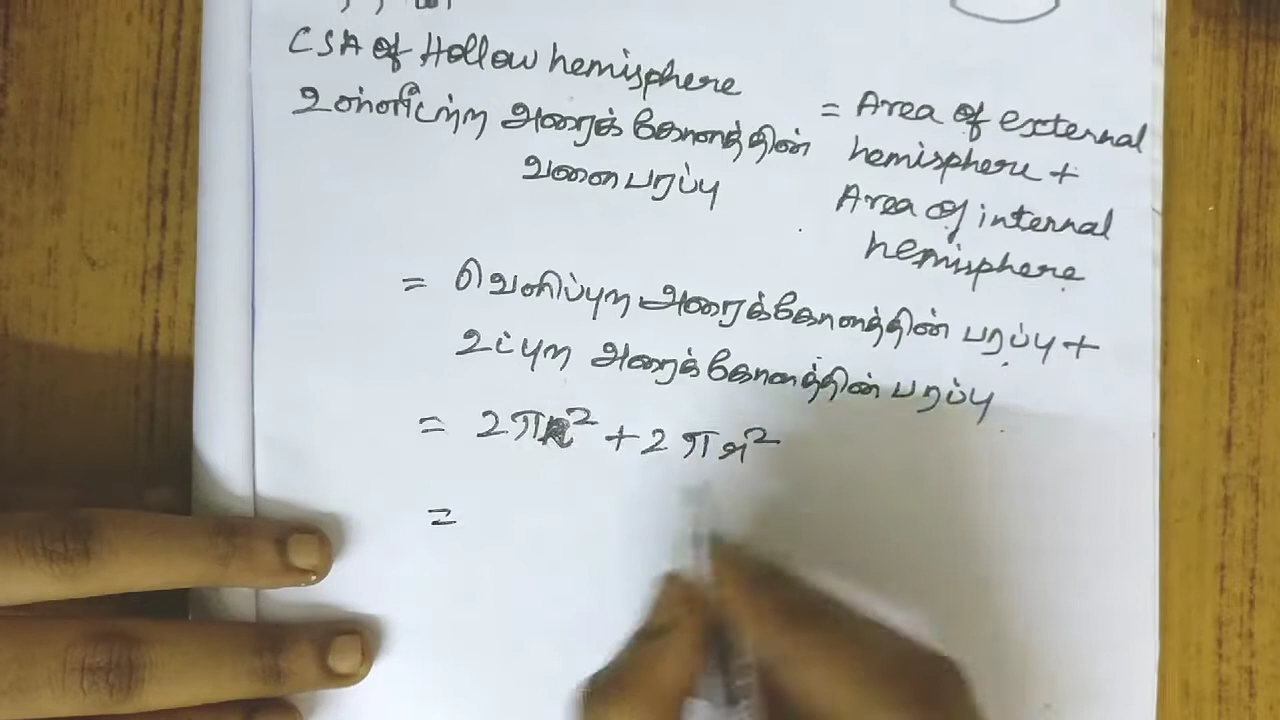 CSA of Hollow hemisphere
உள்ளீடற்ற அரைக் கோளத்தின்
வளைபரப்பு
= Area of external
hemisphere +
Area of internal
hemisphere
= வெளிப்புற அரைக்கோளத்தின் பரப்பு +
உட்புற அரைக்கோளத்தின் பரப்பு
= 2πR² + 2πr²
=